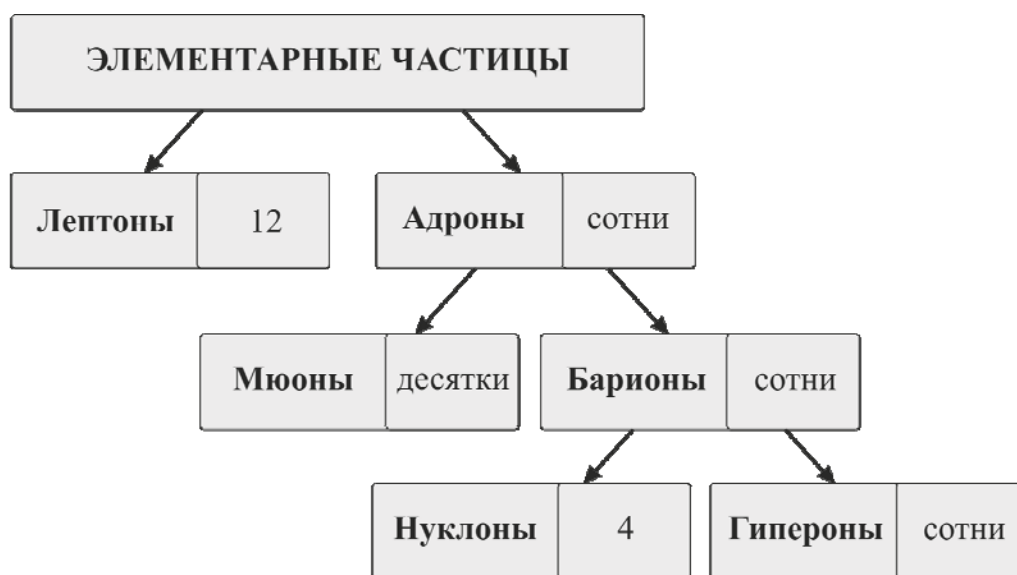 ЭЛЕМЕНТАРНЫЕ ЧАСТИЦЫ
Лептоны 12 Адроны сотни
Мюоны десятки Барионы сотни
Нуклоны 4 Гипероны сотни